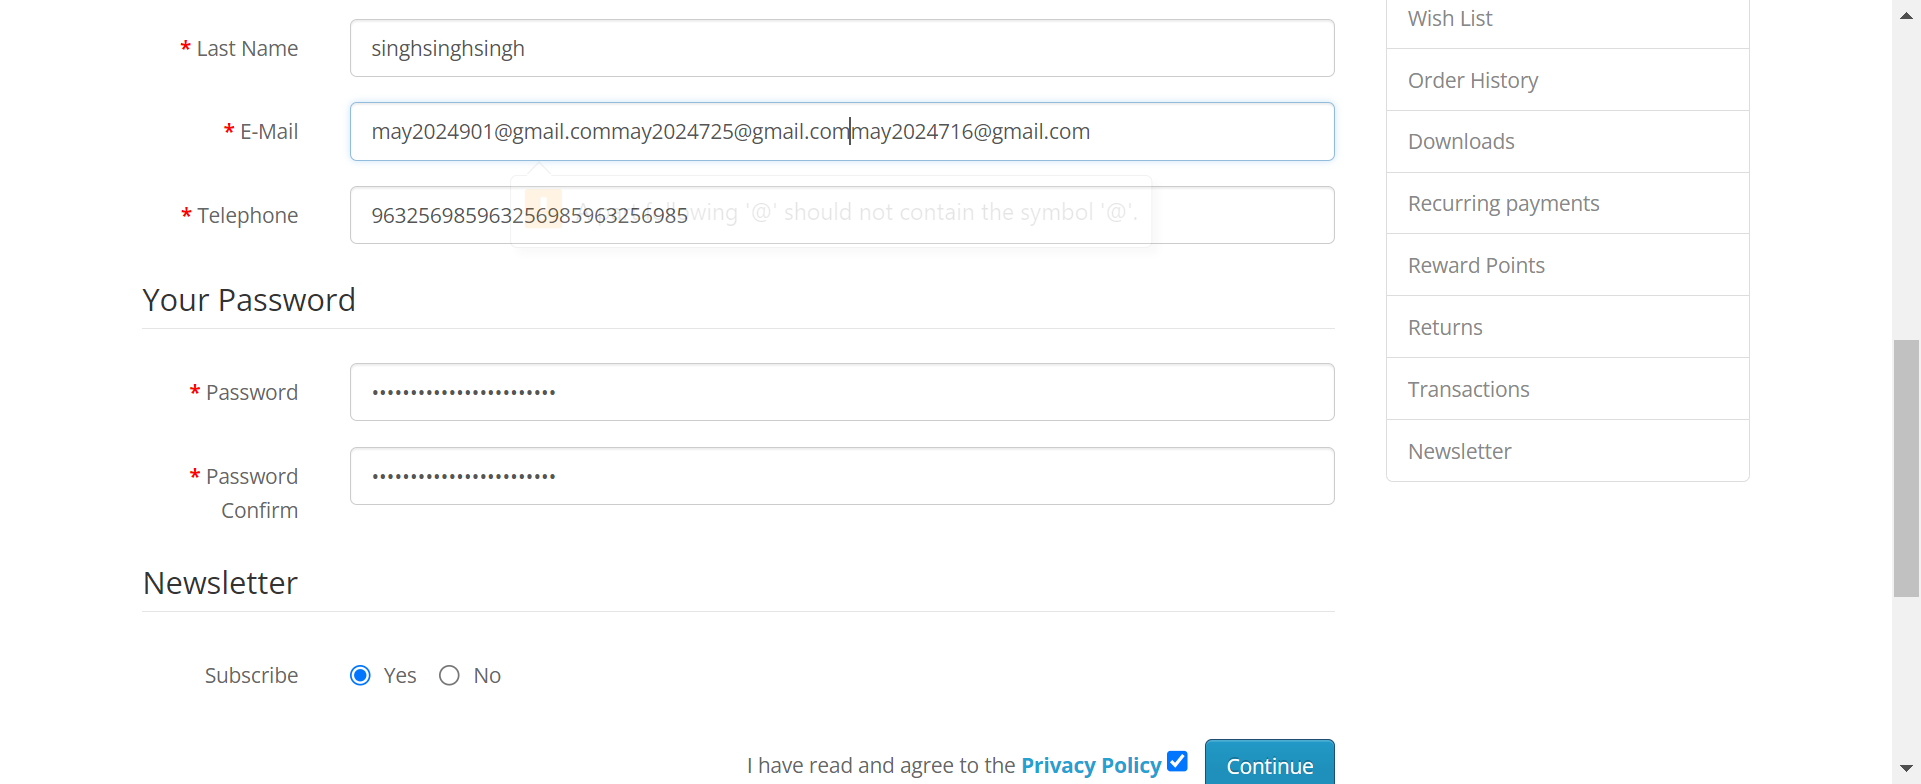 * Last Name
singhsinghsingh
* E-Mail
may2024901@gmail.commay2024725@gmail.commay2024716@gmail.com
* Telephone
963256985963256985963256985
following '@' should not contain the symbol '@'.
Your Password
* Password
••••••••••••••••••••••••
* Password
Confirm
••••••••••••••••••••••••
Newsletter
Subscribe
Yes
No
I have read and agree to the Privacy Policy
Continue
Wish List
Order History
Downloads
Recurring payments
Reward Points
Returns
Transactions
Newsletter